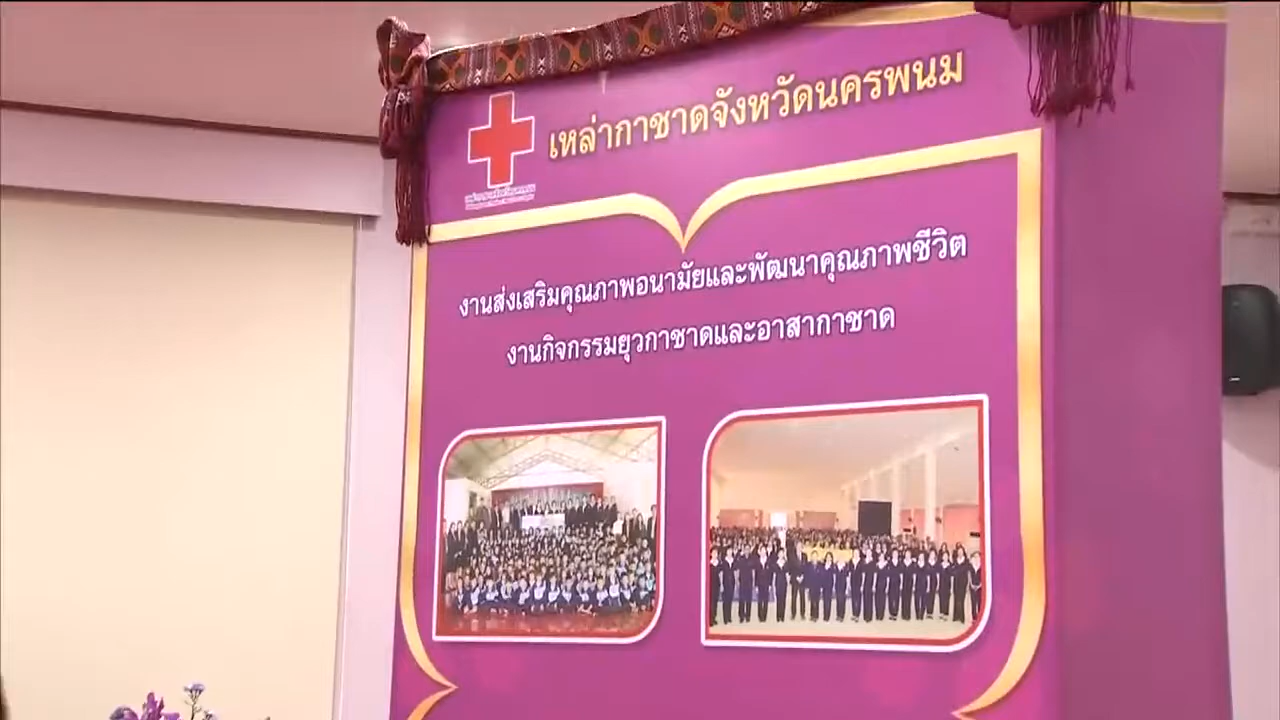 เหล่ากาชาดจังหวัดนครพนม
งานส่งเสริมคุณภาพอนามัยและพัฒนาคุณภาพชีวิต
งานกิจกรรมยุวกาชาดและอาสากาชาด